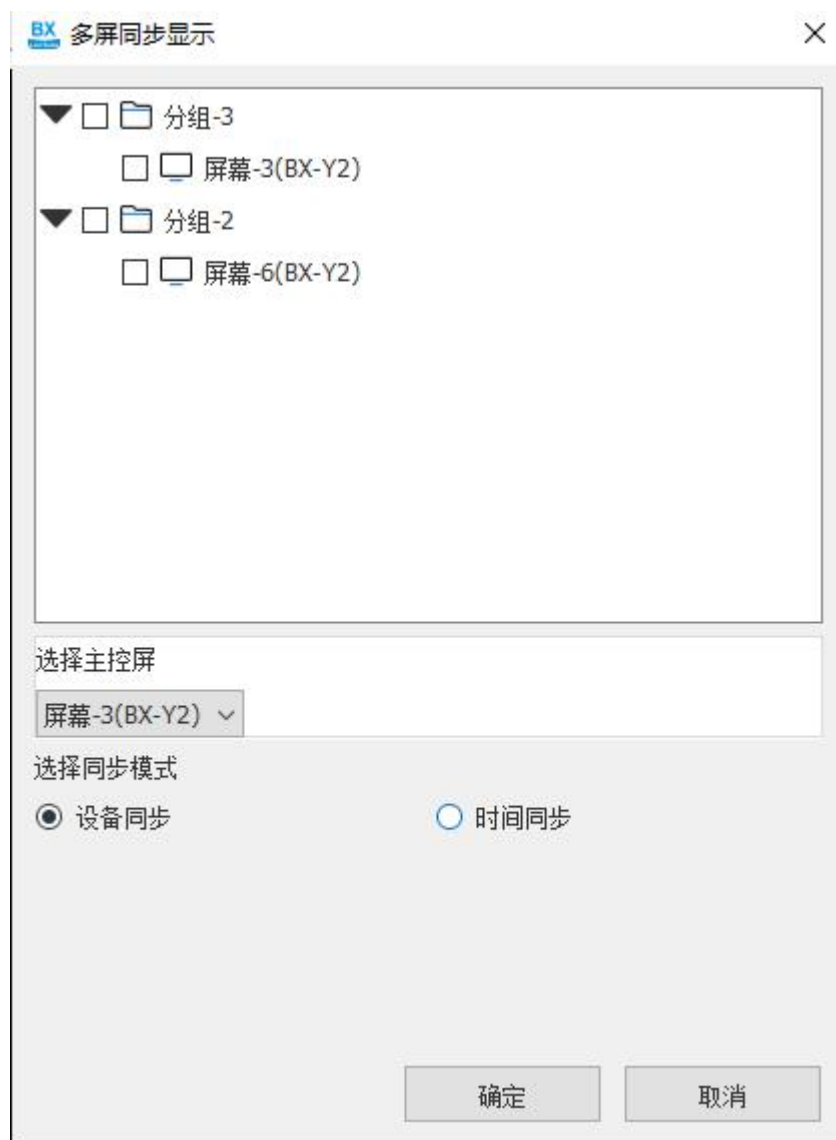 BX 多屏同步显示
分组-3
屏幕-3(BX-Y2)
分组-2
屏幕-6(BX-Y2)
选择主控屏
屏幕-3(BX-Y2)
选择同步模式
设备同步 时间同步
确定 取消